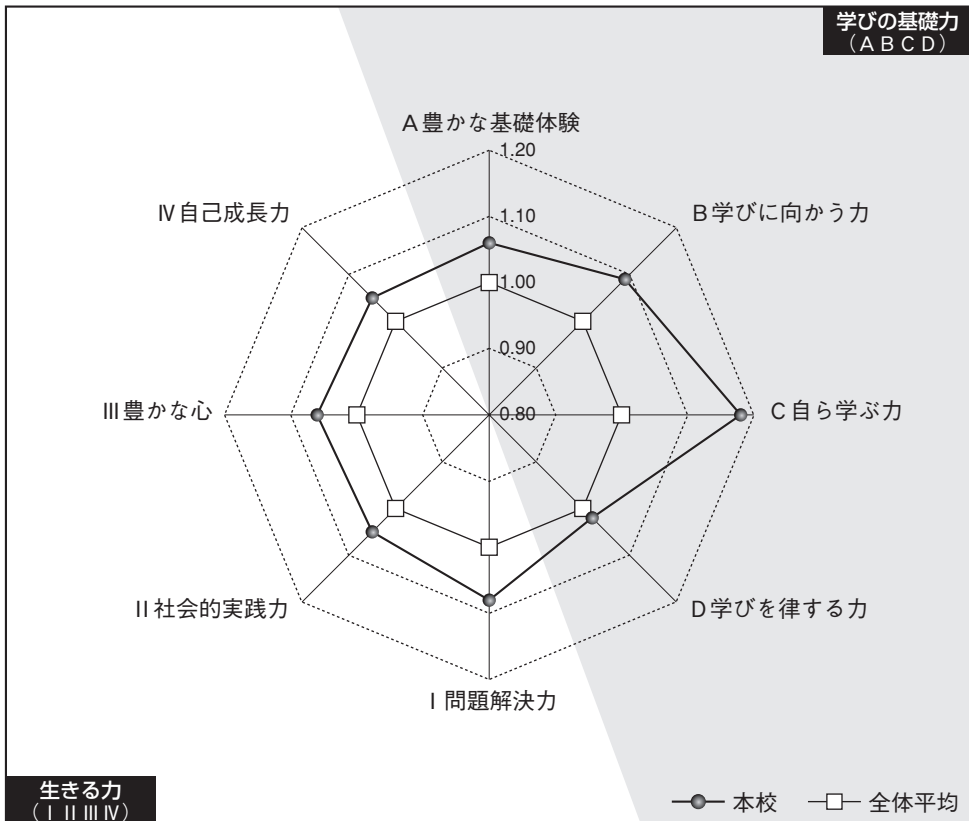 学びの基礎力
(A B C D)
A豊かな基礎体験
1.20
Ⅳ自己成長力
B学びに向かう力
1.10
1.00
0.90
Ⅲ豊かな心
0.80
C自ら学ぶ力
Ⅱ社会的実践力
D学びを律する力
Ⅰ問題解決力
生きる力
(Ⅰ Ⅱ Ⅲ Ⅳ)
本校
全体平均